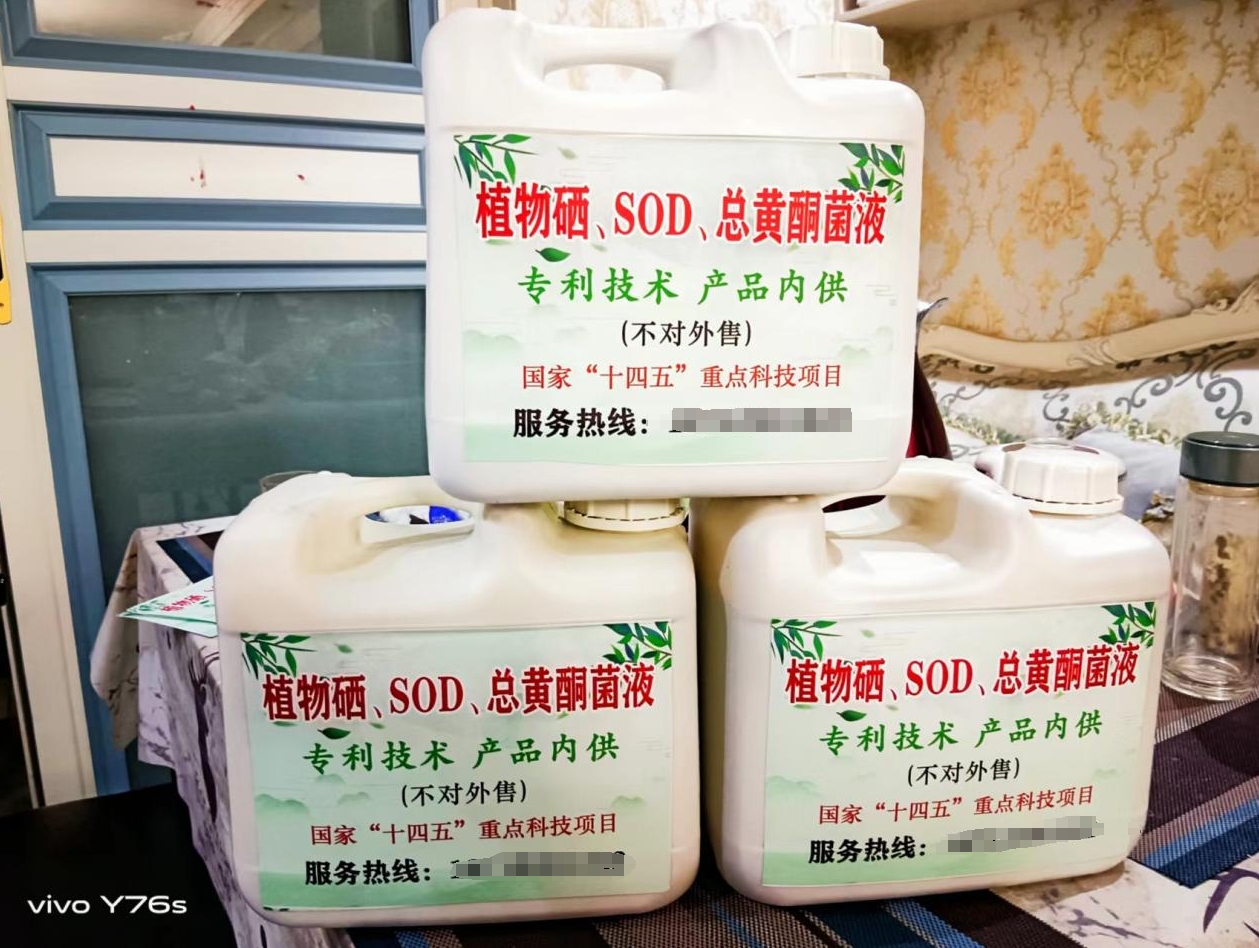 植物硒、SOD、总黄酮菌液
专利技术 产品内供
(不对外售)
国家“十四五”重点科技项目
服务热线：
植物硒、SOD、总黄酮菌液
专利技术 产品内供
(不对外售)
国家“十四五”重点科技项目
服务热线：
植物硒、SOD、总黄酮菌液
专利技术 产品内供
(不对外售)
国家“十四五”重点科技项目
服务热线：
植物硒
vivo Y76s